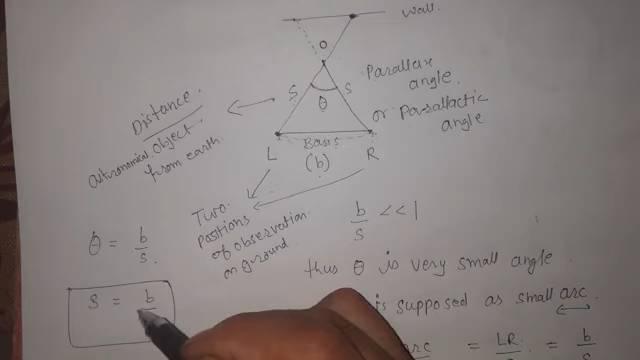 Wall
O
S
S
Parallax
angle
or Parallactic
angle
θ
Distance
astronomical object
from earth.
Basis
L
(b)
R
Two
positions
of observation
on ground.
b/s << 1
θ = b/s.
thus θ is very small angle.
S = b
is supposed as small arc.
arc = LR = b/s